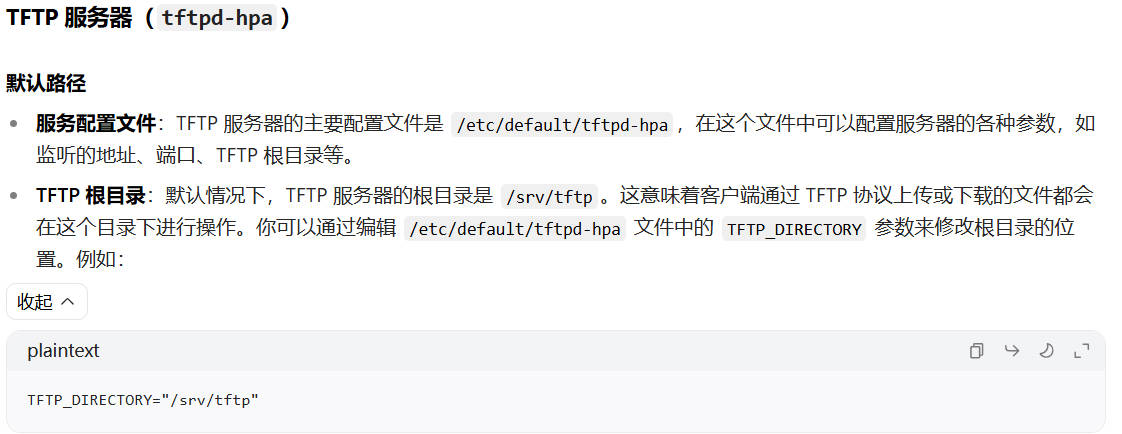 TFTP 服务器（tftpd-hpa）
默认路径
服务配置文件：TFTP 服务器的主要配置文件是 /etc/default/tftpd-hpa，在这个文件中可以配置服务器的各种参数，如
监听的地址、端口、TFTP 根目录等。
TFTP 根目录：默认情况下，TFTP 服务器的根目录是 /srv/tftp。这意味着客户端通过 TFTP 协议上传或下载的文件都会
在这个目录下进行操作。你可以通过编辑 /etc/default/tftpd-hpa 文件中的 TFTP_DIRECTORY 参数来修改根目录的位
置。例如：
收起
plaintext
TFTP_DIRECTORY="/srv/tftp"